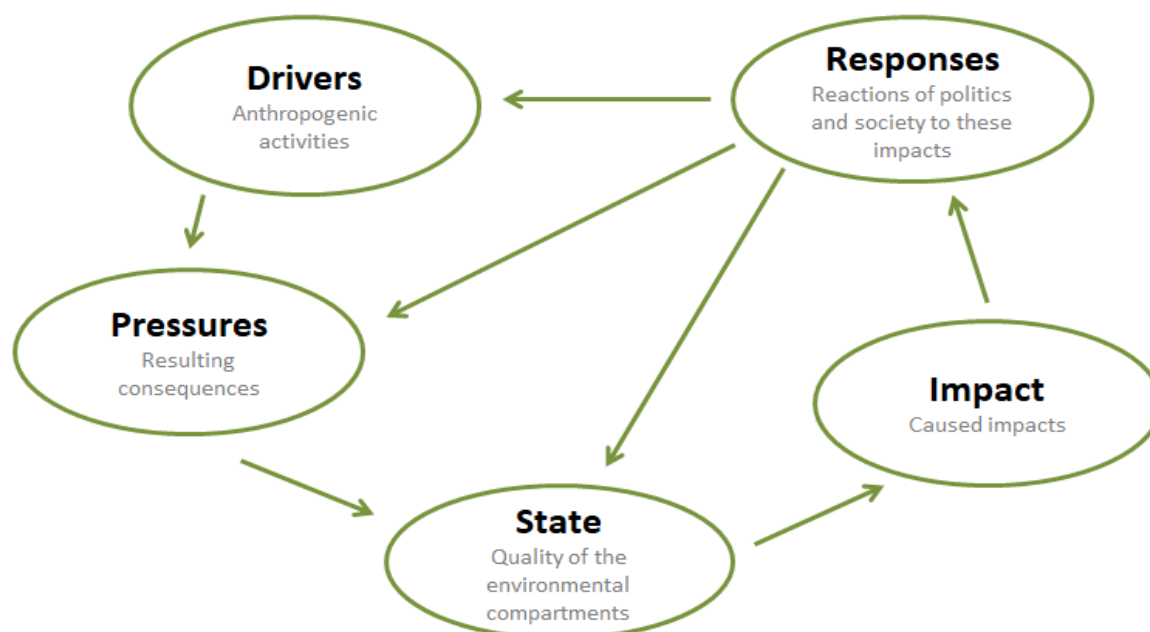 Drivers
Anthropogenic
activities
Responses
Reactions of politics
and society to these
impacts
Pressures
Resulting
consequences
Impact
Caused impacts
State
Quality of the
environmental
compartments